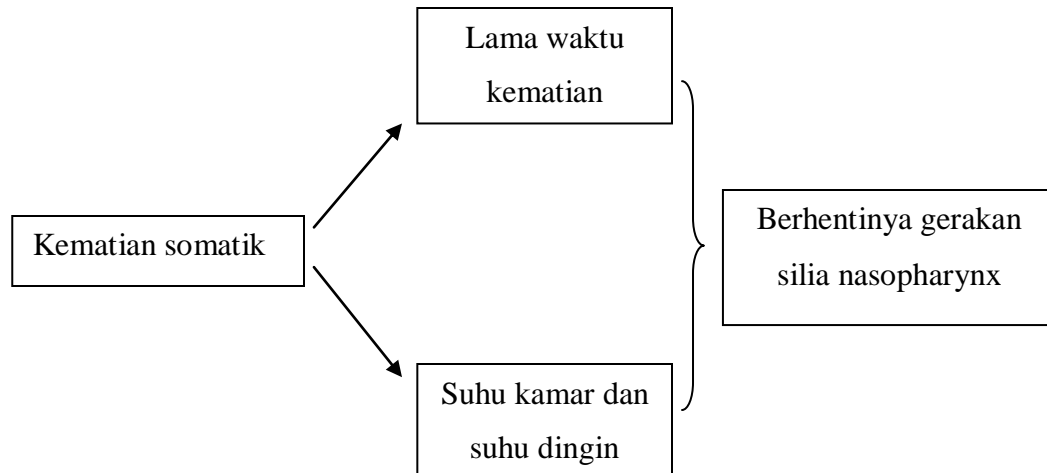 Lama waktu
kematian
Kematian somatik
Berhentinya gerakan
silia nasopharynx
Suhu kamar dan
suhu dingin